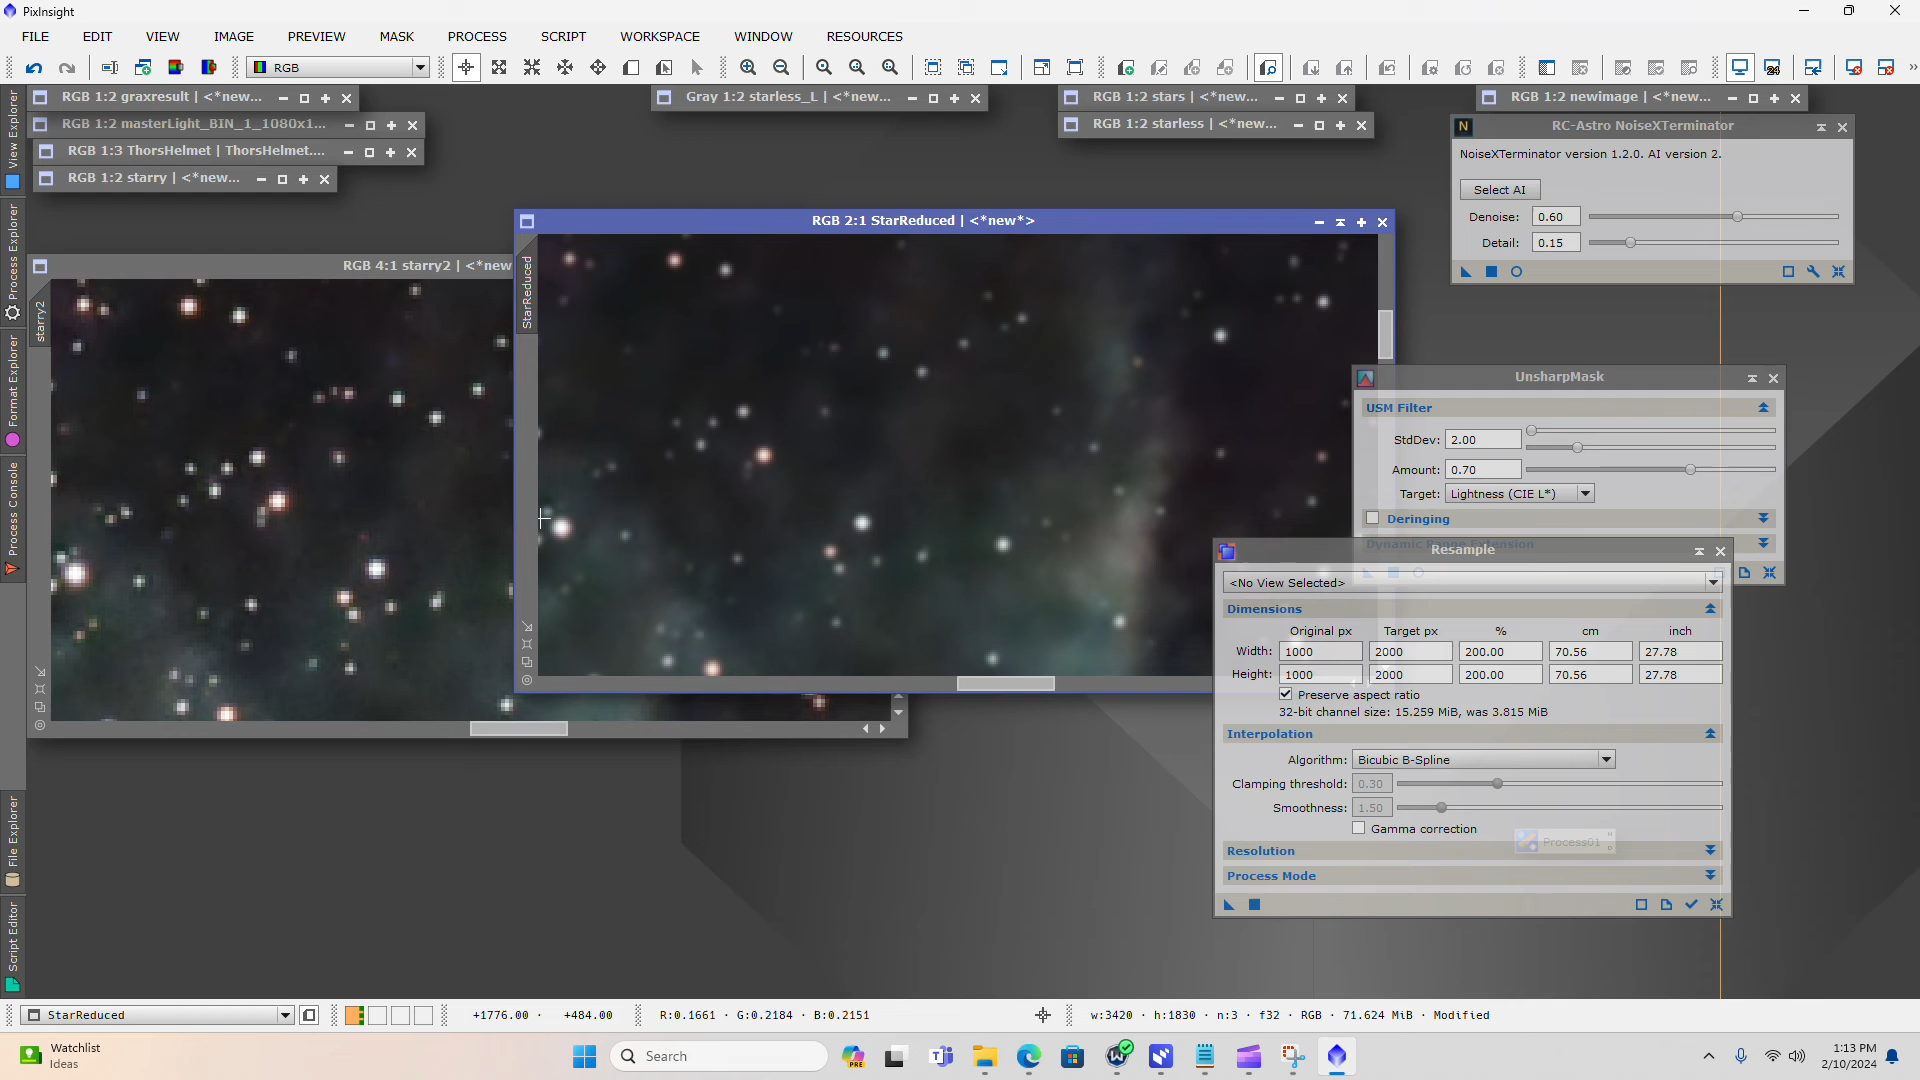 PixInsight
FILE EDIT VIEW IMAGE PREVIEW MASK PROCESS SCRIPT WORKSPACE WINDOW RESOURCES
RGB
24
RGB 1:2 graxresult | <*new...
Gray 1:2 starless_L | <*new...
RGB 1:2 stars | <*new...
RGB 1:2 newimage | <*new...
RGB 1:2 masterLight_BIN_1_1080x1...
RGB 1:2 starless | <*new...
RGB 1:3 ThorsHelmet | ThorsHelmet....
RGB 1:2 starry | <*new...
View Explorer
Process Explorer
Format Explorer
Process Console
File Explorer
Script Editor
RC-Astro NoiseXTerminator
NoiseXTerminator version 1.2.0. AI version 2.
Select AI
Denoise: 0.60
Detail: 0.15
RGB 2:1 StarReduced | <*new*>
StarReduced
RGB 4:1 starry2 | <*new
starry2
UnsharpMask
USM Filter
StdDev: 2.00
Amount: 0.70
Target: Lightness (CIE L*)
Deringing
Dynamic Range Extension
Resample
<No View Selected>
Dimensions
Original px Target px % cm inch
Width: 1000 2000 200.00 70.56 27.78
Height: 1000 2000 200.00 70.56 27.78
Preserve aspect ratio
32-bit channel size: 15.259 MiB, was 3.815 MiB
Interpolation
Algorithm: Bicubic B-Spline
Clamping threshold: 0.30
Smoothness: 1.50
Gamma correction
Process01
Resolution
Process Mode
StarReduced
+1776.00 · +484.00
R:0.1661 · G:0.2184 · B:0.2151
w:3420 · h:1830 · n:3 · f32 · RGB · 71.624 MiB · Modified
Watchlist
Ideas
Search
PRE
1:13 PM
2/10/2024